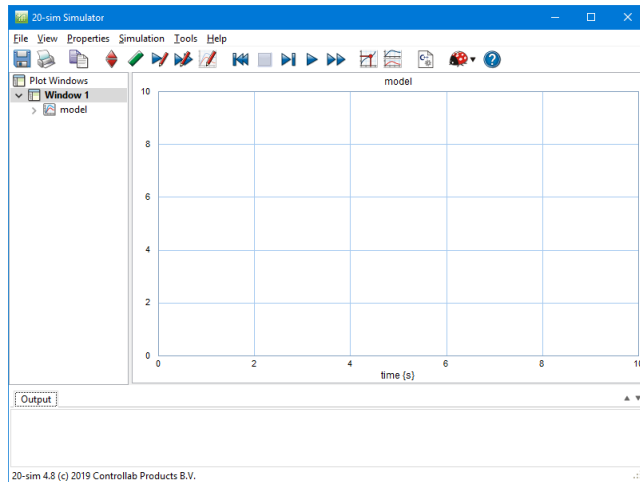 20-sim Simulator
File View Properties Simulation Tools Help
Plot Windows
Window 1
model
model
10
8
6
4
2
0
0 2 4 6 8 10
time {s}
Output
20-sim 4.8 (c) 2019 Controllab Products B.V.